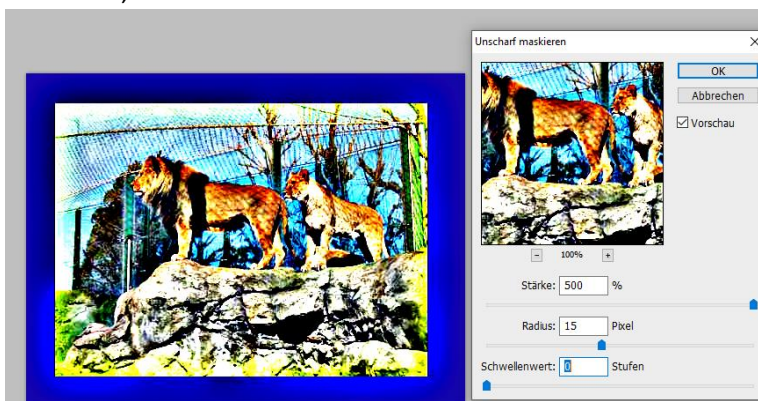 Unscharf maskieren
OK
Abbrechen
Vorschau
100%
Stärke: 500 %
Radius: 15 Pixel
Schwellenwert: 0 Stufen